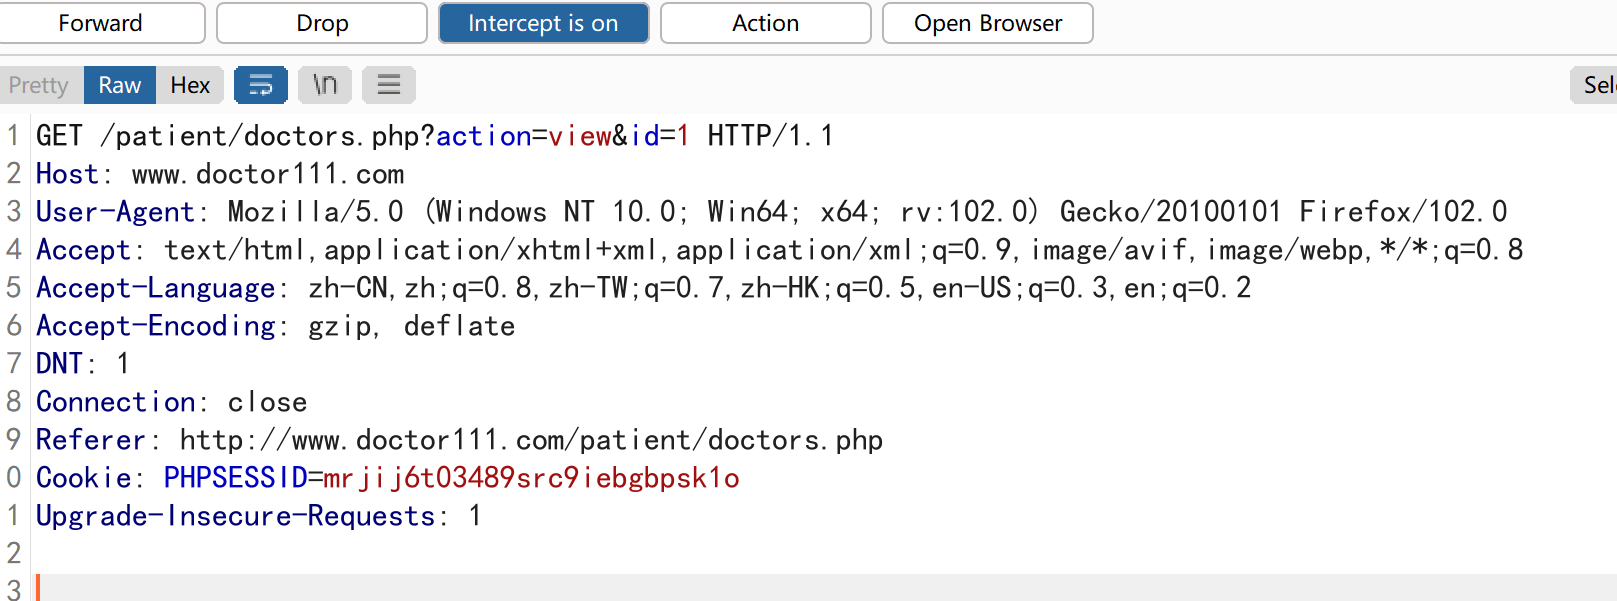 Forward Drop Intercept is on Action Open Browser
Pretty Raw Hex \n Sel
1 GET /patient/doctors.php?action=view&id=1 HTTP/1.1
2 Host: www.doctor111.com
3 User-Agent: Mozilla/5.0 (Windows NT 10.0; Win64; x64; rv:102.0) Gecko/20100101 Firefox/102.0
4 Accept: text/html,application/xhtml+xml,application/xml;q=0.9,image/avif,image/webp,*/*;q=0.8
5 Accept-Language: zh-CN,zh;q=0.8,zh-TW;q=0.7,zh-HK;q=0.5,en-US;q=0.3,en;q=0.2
6 Accept-Encoding: gzip, deflate
7 DNT: 1
8 Connection: close
9 Referer: http://www.doctor111.com/patient/doctors.php
0 Cookie: PHPSESSID=mrjij6t03489src9iebgbpsk1o
1 Upgrade-Insecure-Requests: 1
2
3